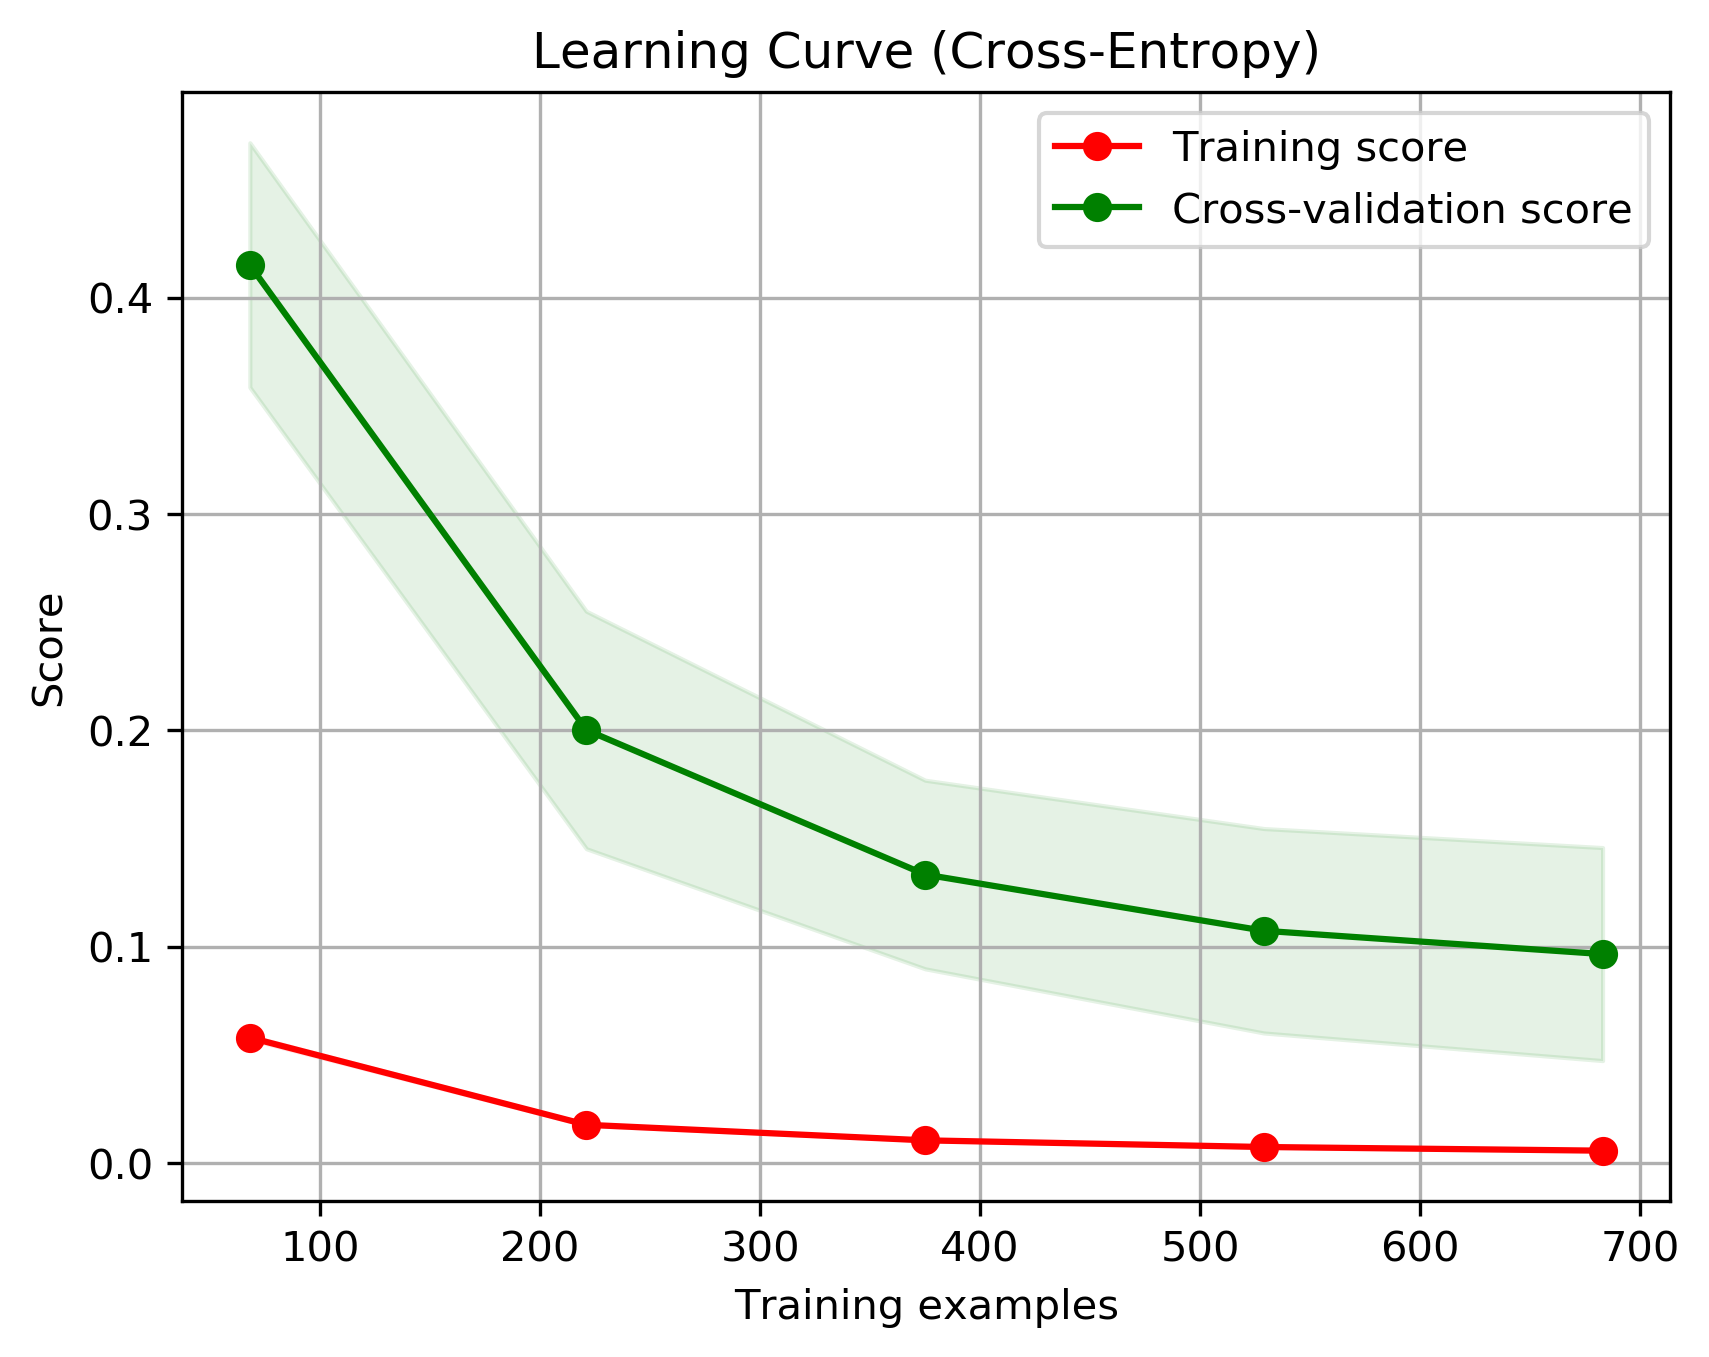 Learning Curve (Cross-Entropy)
Training score
Cross-validation score
0.4
0.3
0.2
0.1
0.0
Score
100 200 300 400 500 600 700
Training examples